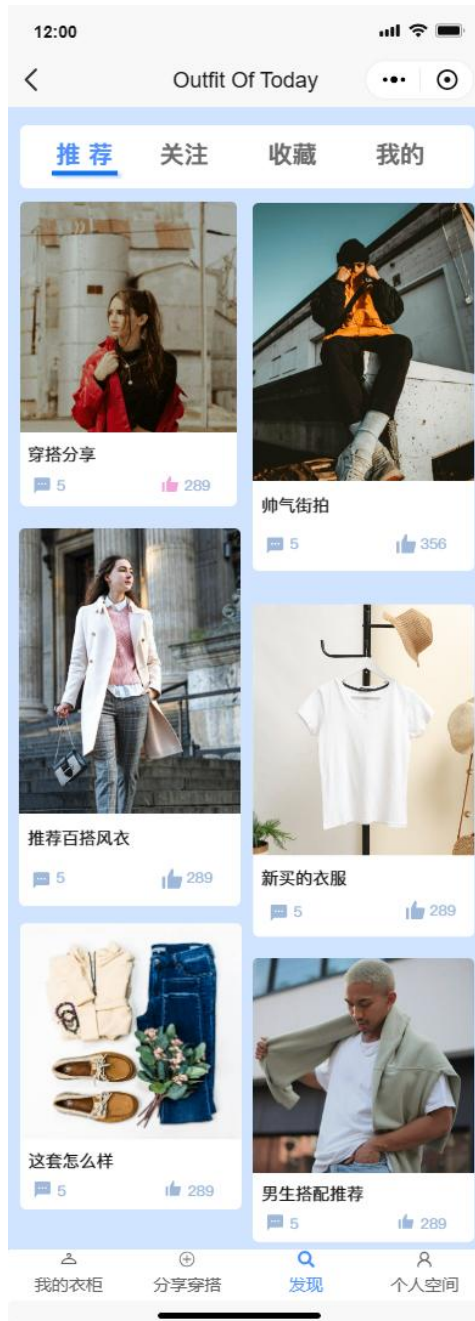 12:00
Outfit Of Today
推荐 关注 收藏 我的
穿搭分享
5 289
帅气街拍
5 356
推荐百搭风衣
5 289
新买的衣服
5 289
这套怎么样
5 289
男生搭配推荐
5 289
我的衣柜 分享穿搭 发现 个人空间